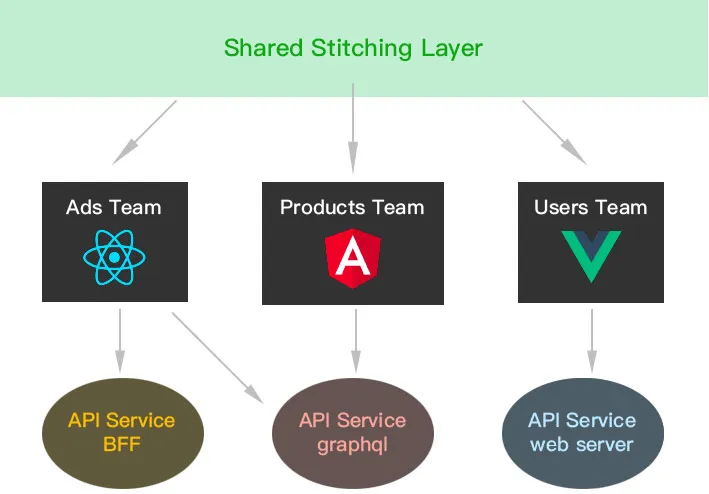 Shared Stitching Layer
Ads Team
Products Team
Users Team
A
API Service
BFF
API Service
graphql
API Service
web server